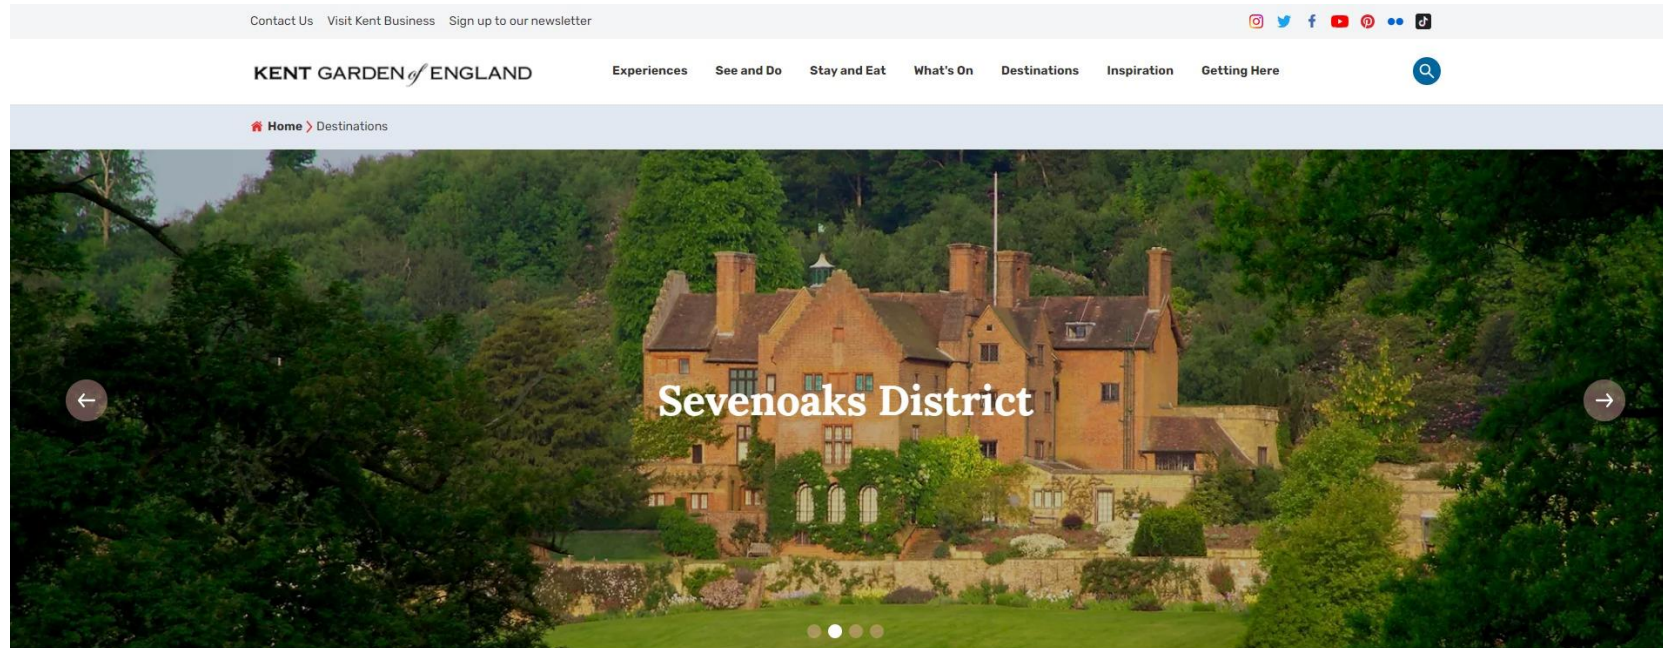 Contact Us Visit Kent Business Sign up to our newsletter
KENT GARDEN of ENGLAND Experiences See and Do Stay and Eat What's On Destinations Inspiration Getting Here
Home Destinations
Sevenoaks District